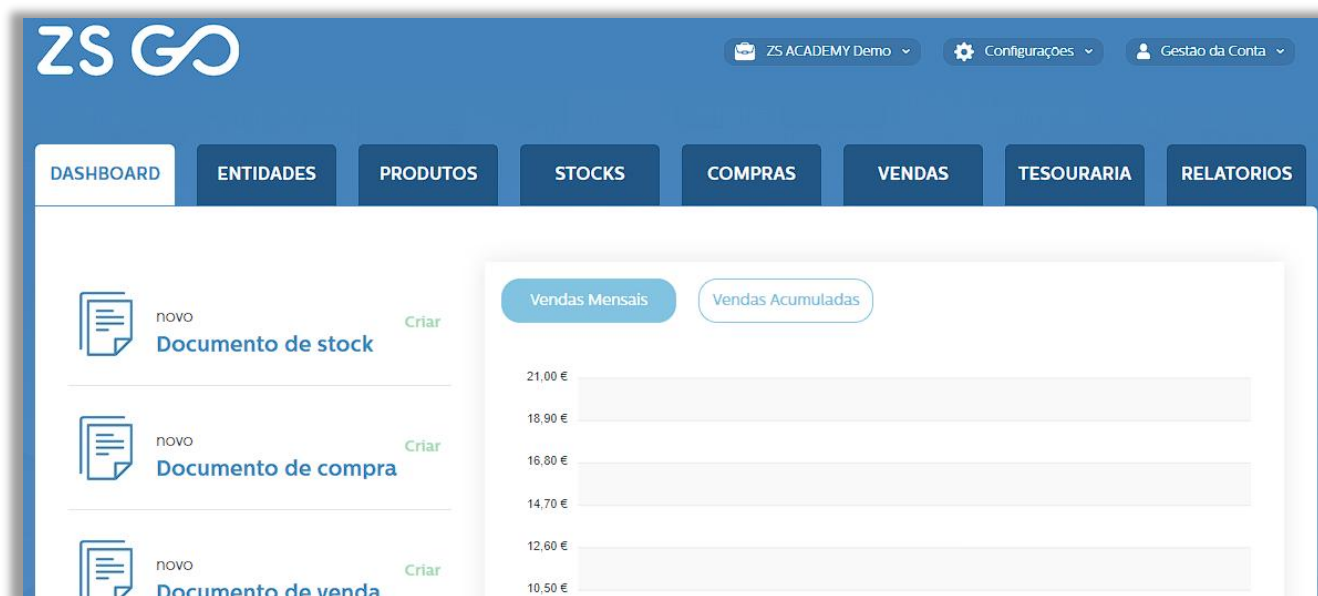 ZS GO
ZS ACADEMY Demo
Configurações
Gestão da Conta
DASHBOARD
ENTIDADES
PRODUTOS
STOCKS
COMPRAS
VENDAS
TESOURARIA
RELATORIOS
novo
Documento de stock
Criar
novo
Documento de compra
Criar
novo
Documento de venda
Criar
Vendas Mensais
Vendas Acumuladas
21,00 €
18,90 €
16,80 €
14,70 €
12,60 €
10,50 €